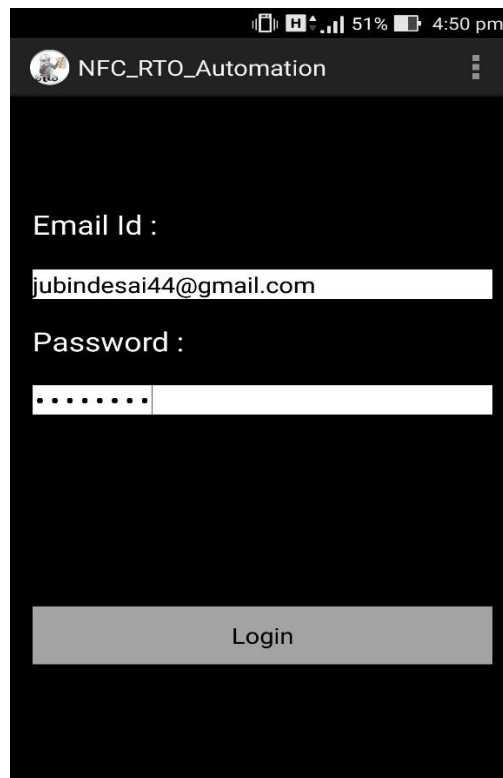 H 51% 4:50 pm
NFC_RTO_Automation
Email Id :
jubindesai44@gmail.com
Password :
••••••••
Login